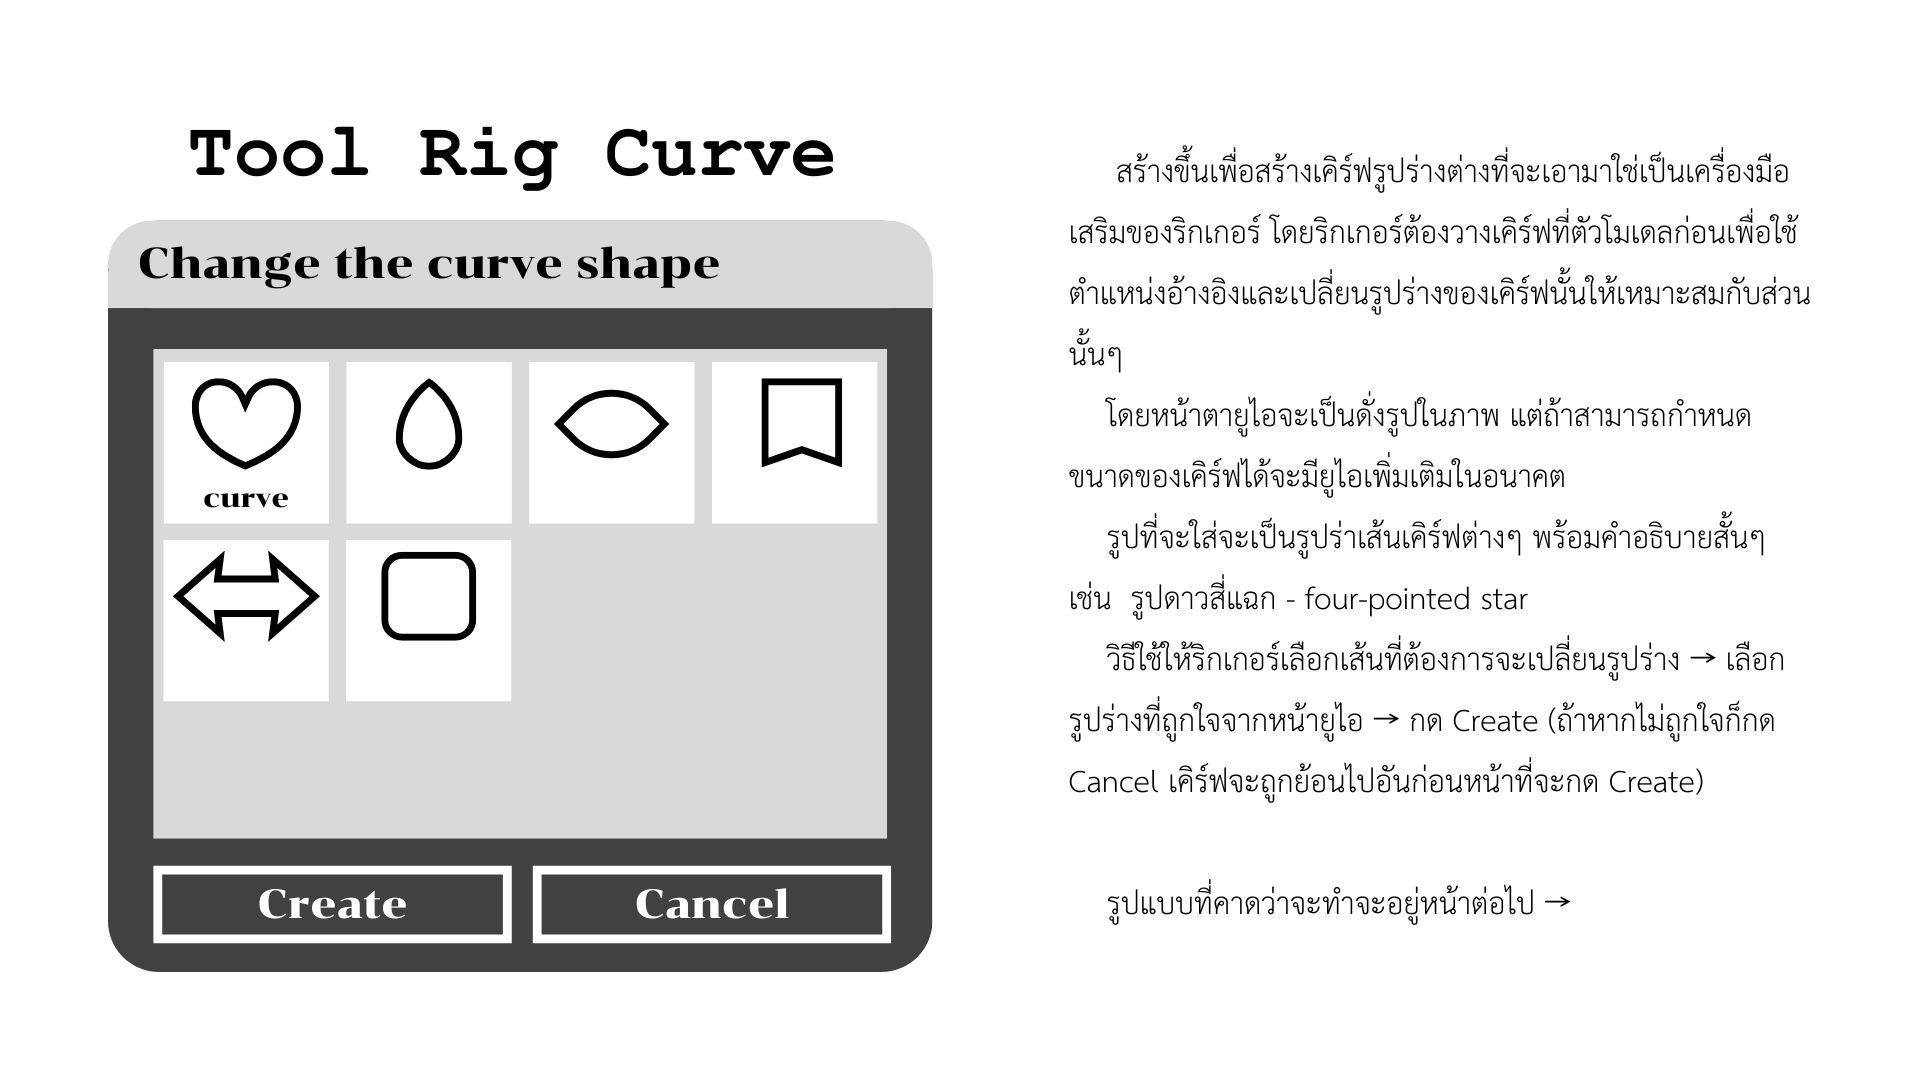 Tool Rig Curve
Change the curve shape
curve
Create
Cancel
สร้างขึ้นเพื่อสร้างเคิร์ฟรูปร่างต่างที่จะเอามาใช่เป็นเครื่องมือ
เสริมของริกเกอร์ โดยริกเกอร์ต้องวางเคิร์ฟที่ตัวโมเดลก่อนเพื่อใช้
ตำแหน่งอ้างอิงและเปลี่ยนรูปร่างของเคิร์ฟนั้นให้เหมาะสมกับส่วน
นั้นๆ
โดยหน้าตายูไอจะเป็นดั่งรูปในภาพ แต่ถ้าสามารถกำหนด
ขนาดของเคิร์ฟได้จะมียูไอเพิ่มเติมในอนาคต
รูปที่จะใส่จะเป็นรูปร่าเส้นเคิร์ฟต่างๆ พร้อมคำอธิบายสั้นๆ
เช่น รูปดาวสี่แฉก - four-pointed star
วิธีใช้ให้ริกเกอร์เลือกเส้นที่ต้องการจะเปลี่ยนรูปร่าง → เลือก
รูปร่างที่ถูกใจจากหน้ายูไอ → กด Create (ถ้าหากไม่ถูกใจก็กด
Cancel เคิร์ฟจะถูกย้อนไปอันก่อนหน้าที่จะกด Create)
รูปแบบที่คาดว่าจะทำจะอยู่หน้าต่อไป →